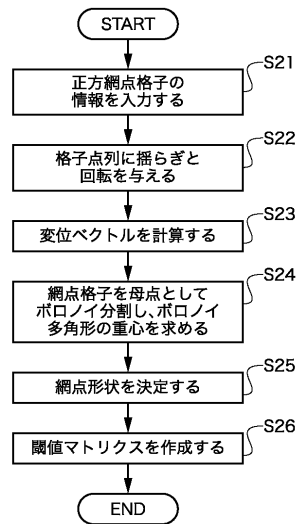 START
S21
正方網点格子の
情報を入力する
S22
格子点列に揺らぎと
回転を与える
S23
変位ベクトルを計算する
S24
網点格子を母点として
ボロノイ分割し、ボロノイ
多角形の重心を求める
S25
網点形状を決定する
S26
閾値マトリクスを作成する
END